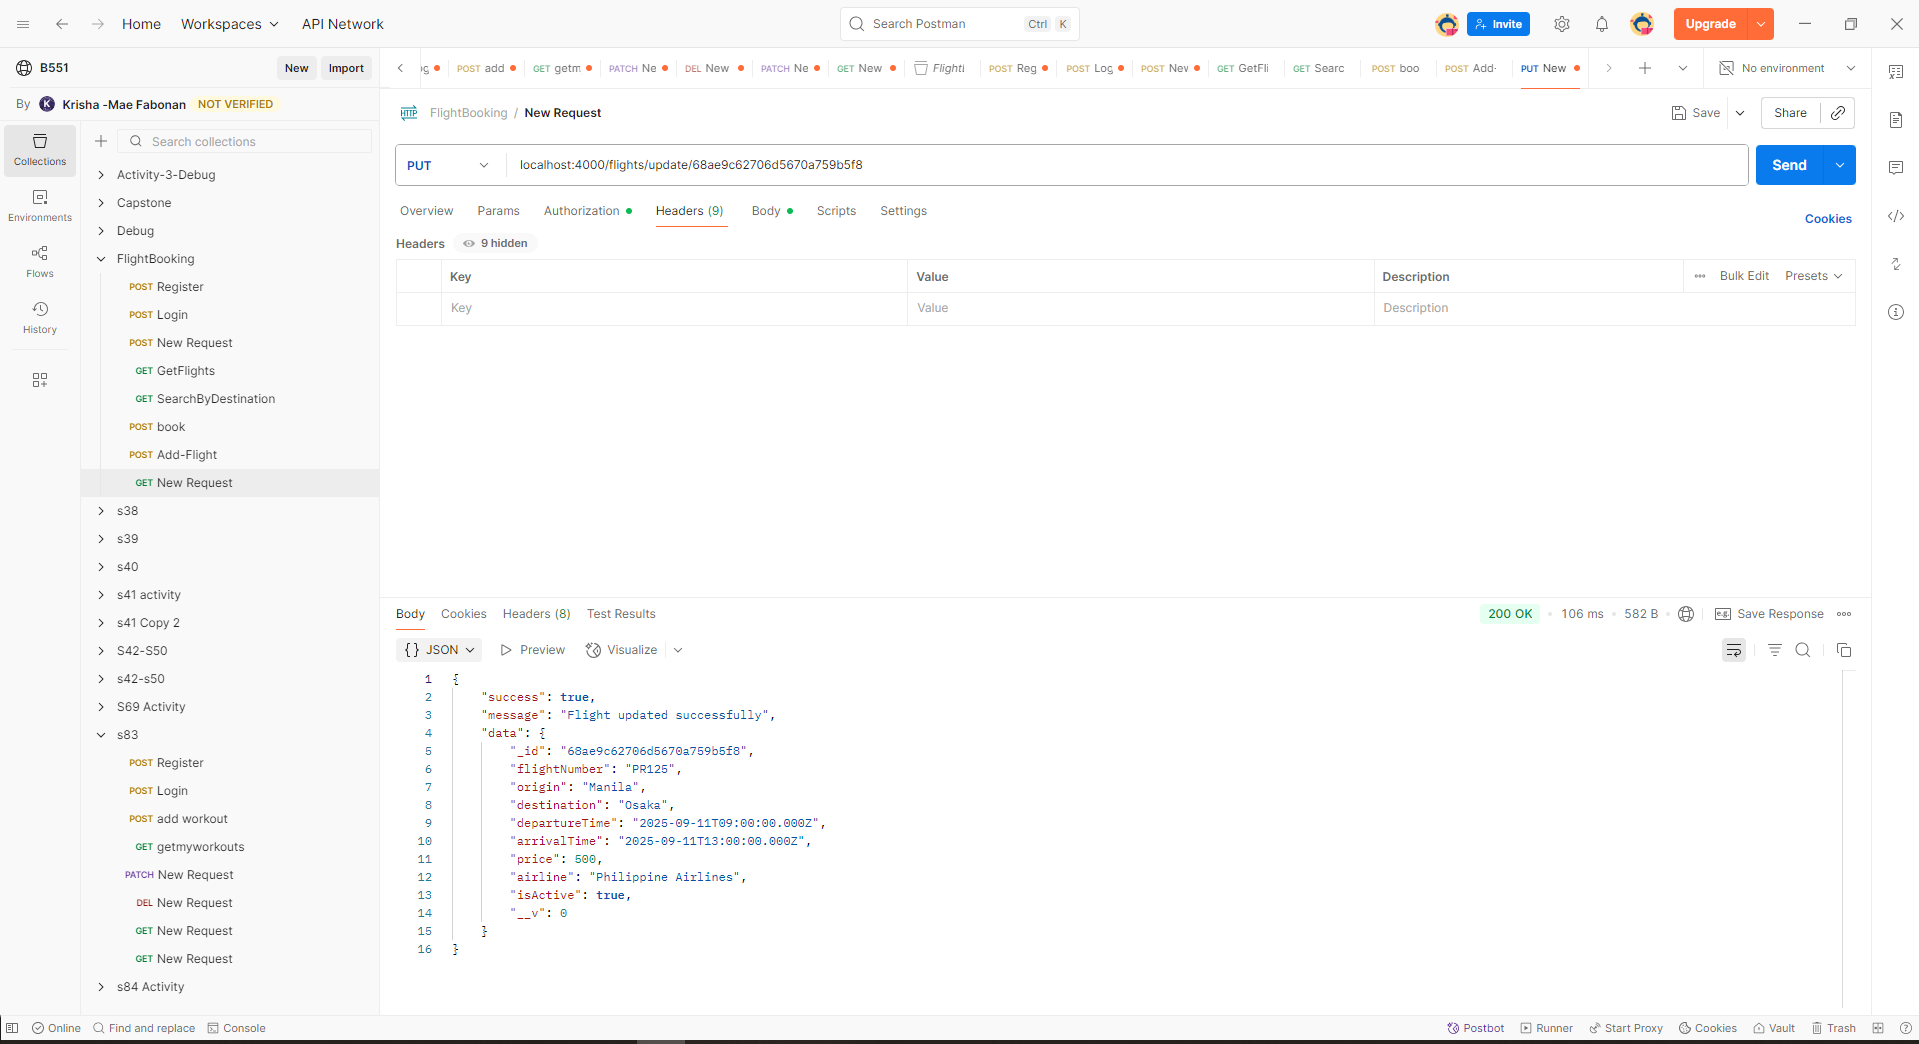 Home
Workspaces
API Network
Search Postman
Ctrl
K
Invite
Upgrade
B551
New
Import
By
K
Krisha -Mae Fabonan
NOT VERIFIED
POST add
GET getm
PATCH Ne
DEL New
PATCH Ne
GET New
POST Reg
POST Log
POST Nev
GET GetFli
GET Searc
POST boo
POST Add-
PUT New
No environment
Collections
Environments
Flows
History
Search collections
Activity-3-Debug
Capstone
Debug
FlightBooking
POST Register
POST Login
POST New Request
GET GetFlights
GET SearchByDestination
POST book
POST Add-Flight
GET New Request
s38
s39
s40
s41 activity
s41 Copy 2
S42-S50
s42-s50
S69 Activity
s83
POST Register
POST Login
POST add workout
GET getmyworkouts
PATCH New Request
DEL New Request
GET New Request
GET New Request
s84 Activity
HTTP
FlightBooking / New Request
Save
Share
PUT
localhost:4000/flights/update/68ae9c62706d5670a759b5f8
Send
Overview
Params
Authorization
Headers (9)
Body
Scripts
Settings
Cookies
Headers
9 hidden
Key
Value
Description
Bulk Edit
Presets
Key
Value
Description
Body
Cookies
Headers (8)
Test Results
200 OK
106 ms
582 B
e.g.
Save Response
{} JSON
Preview
Visualize
1 {
2 "success": true,
3 "message": "Flight updated successfully",
4 "data": {
5 "_id": "68ae9c62706d5670a759b5f8",
6 "flightNumber": "PR125",
7 "origin": "Manila",
8 "destination": "Osaka",
9 "departureTime": "2025-09-11T09:00:00.000Z",
10 "arrivalTime": "2025-09-11T13:00:00.000Z",
11 "price": 500,
12 "airline": "Philippine Airlines",
13 "isActive": true,
14 "__v": 0
15 }
16 }
Online
Find and replace
Console
Postbot
Runner
Start Proxy
Cookies
Vault
Trash